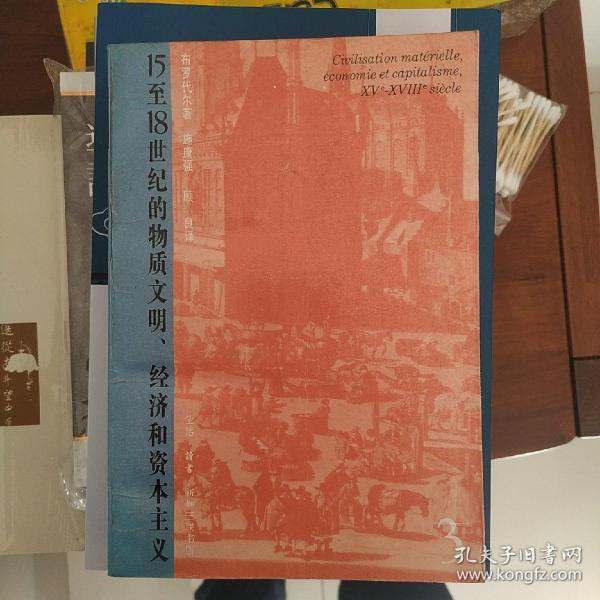 Civilisation matérielle,
économie et capitalisme,
XVᵉ-XVIIIᵉ siècle
15至18世纪的物质文明、经济和资本主义
布罗代尔著 施康强 顾良译
生活·读书·新知三联书店
3
孔夫子旧书网
www.kongfz.com